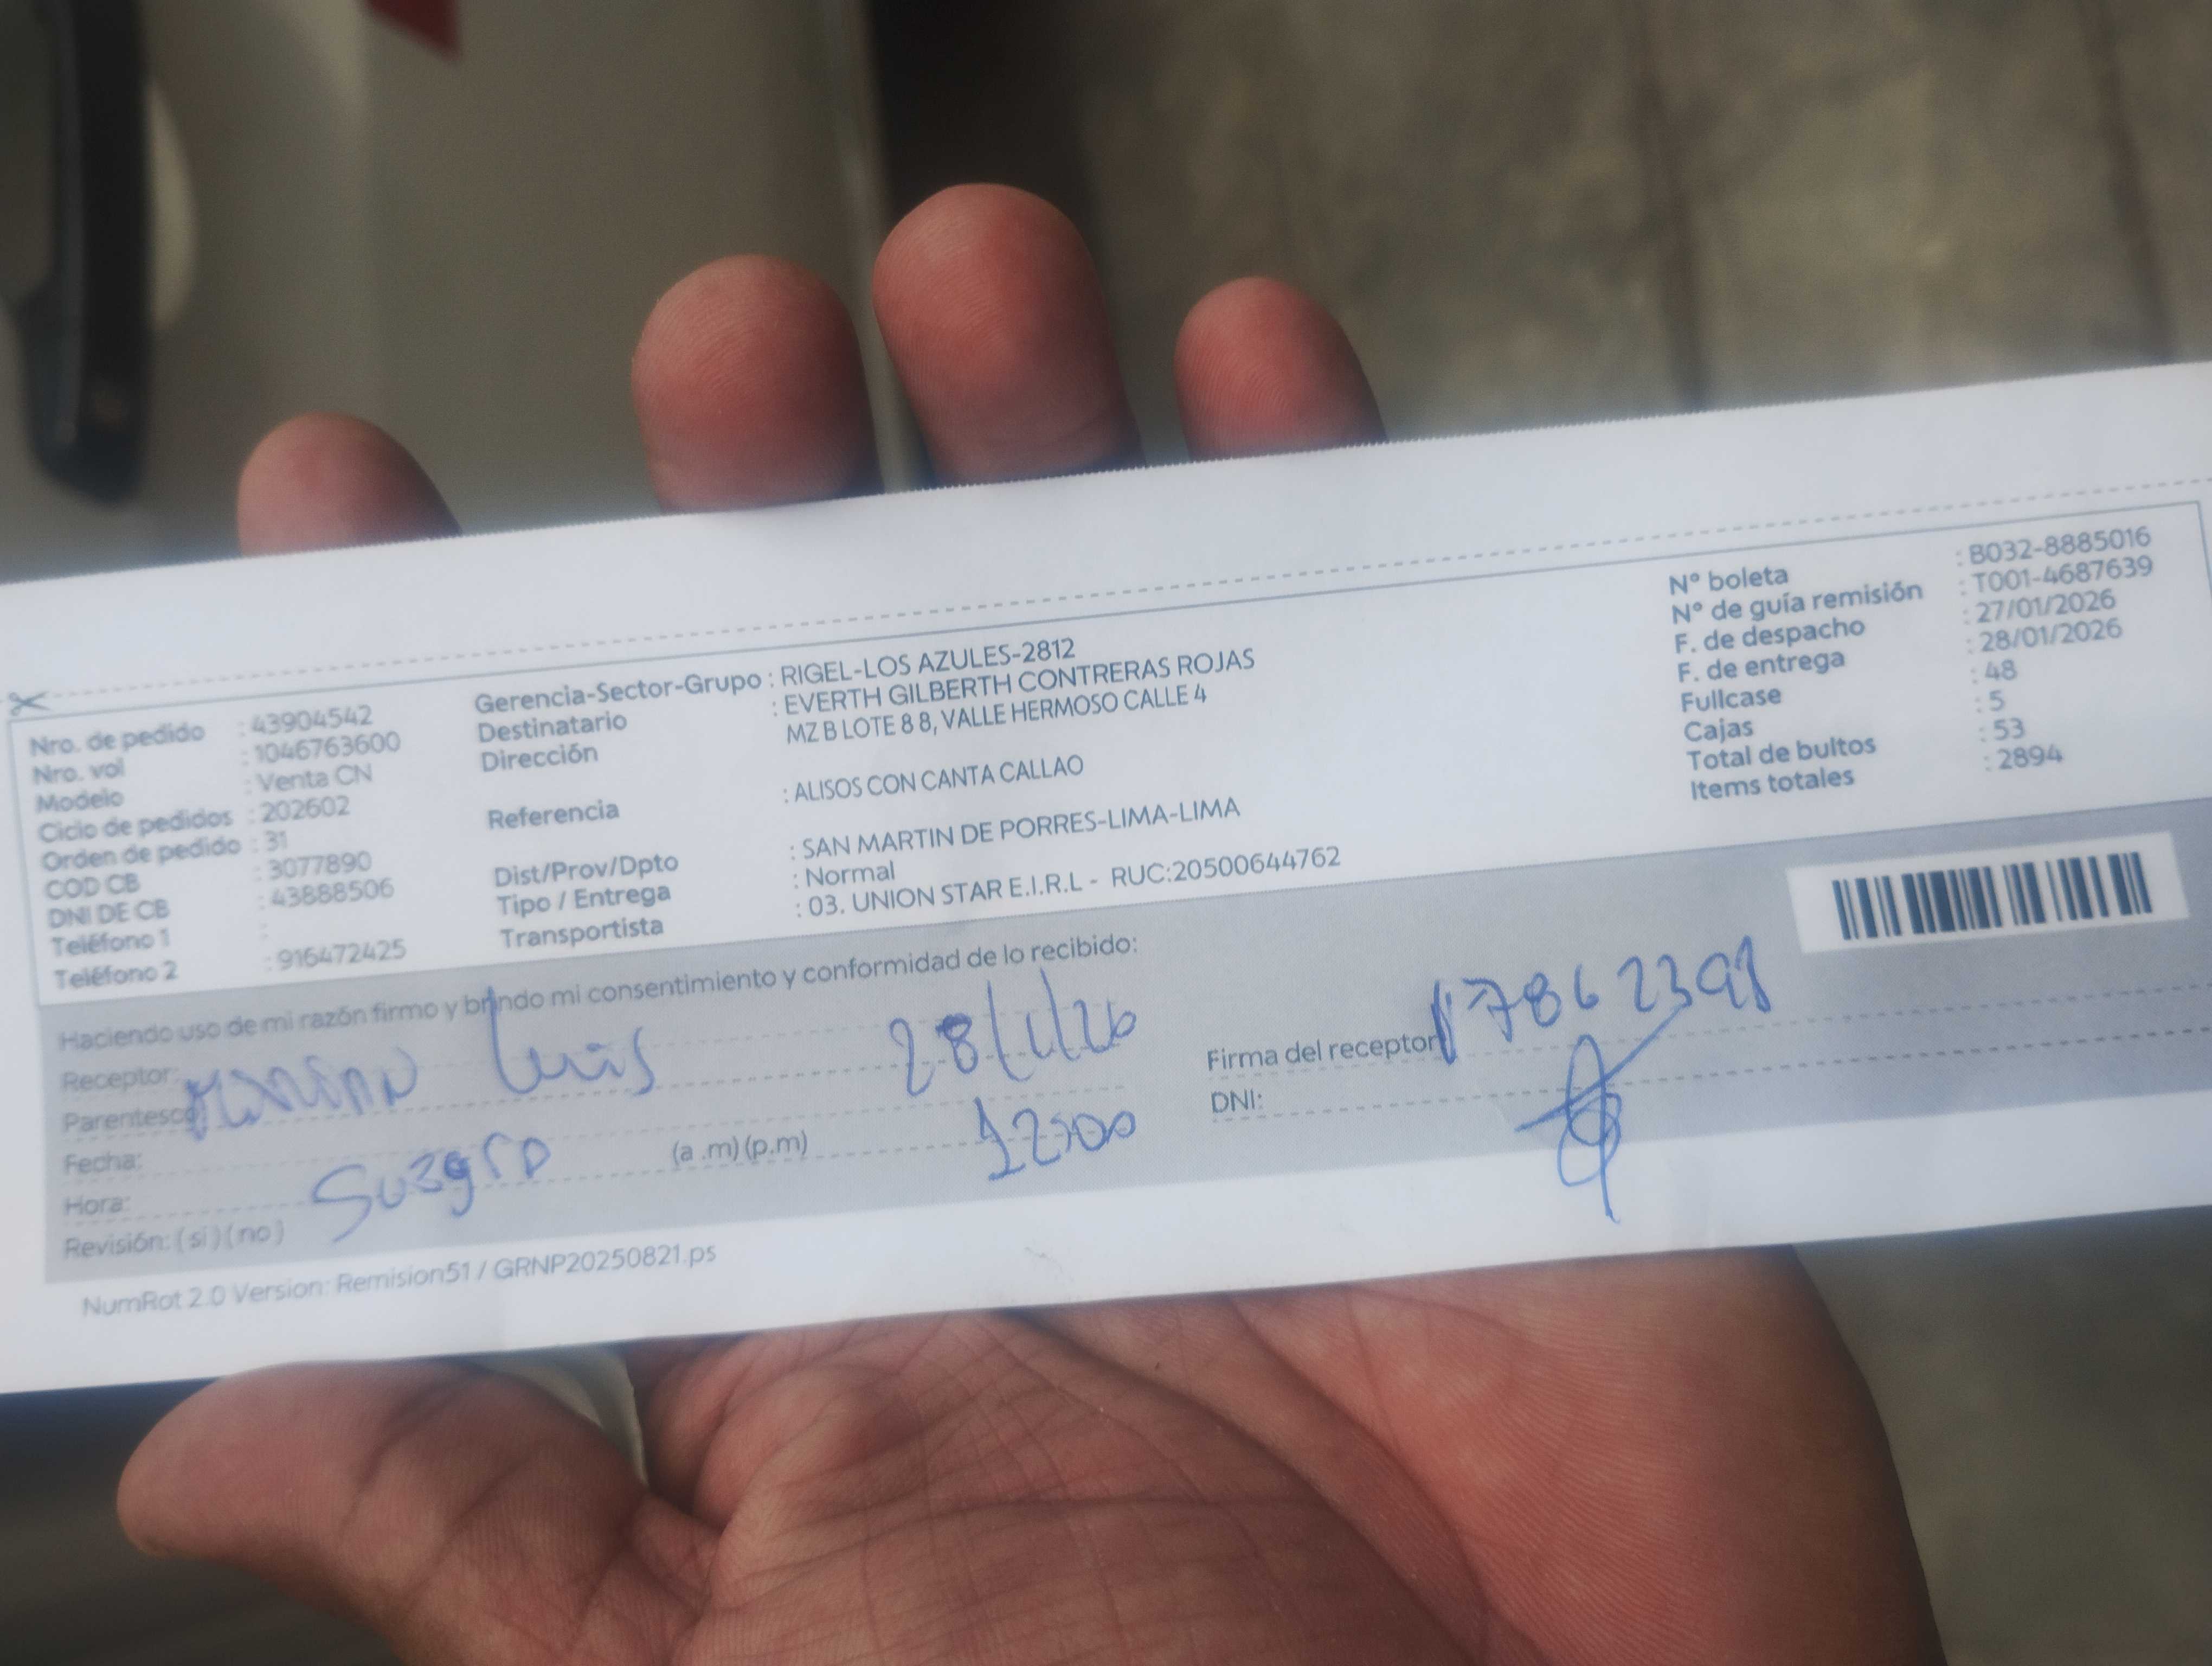 Nro. de pedido : 43904542
Nro. vol : 1046763600
Modelo : Venta CN
Ciclo de pedidos : 202602
Orden de pedido : 31
COD CB : 3077890
DNI DE CB : 43888506
Teléfono 1 :
Teléfono 2 : 916472425
Gerencia-Sector-Grupo : RIGEL-LOS AZULES-2812
Destinatario : EVERTH GILBERTH CONTRERAS ROJAS
Dirección MZ B LOTE 8 8, VALLE HERMOSO CALLE 4
Referencia : ALISOS CON CANTA CALLAO
Dist/Prov/Dpto : SAN MARTIN DE PORRES-LIMA-LIMA
Tipo / Entrega : Normal
Transportista : 03. UNION STAR E.I.R.L - RUC:20500644762
N° boleta : B032-8885016
N° de guía remisión : T001-4687639
F. de despacho : 27/01/2026
F. de entrega : 28/01/2026
Fullcase : 48
Cajas : 5
Total de bultos : 53
Items totales : 2894
Haciendo uso de mi razón firmo y brindo mi consentimiento y conformidad de lo recibido:
Receptor: Luis 28/1/26
Parentesco:
Fecha:
Hora: Suegro (a .m) (p.m) 12:00
Revisión: ( si ) ( no )
Firma del receptor 17862398
DNI:
NumRot 2.0 Version: Remision51 / GRNP20250821.ps